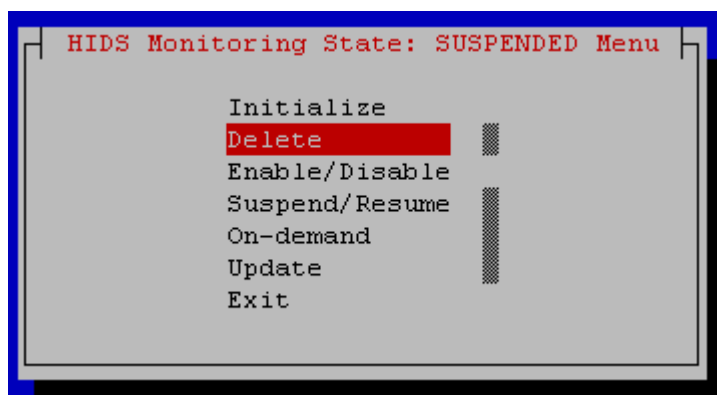 HIDS Monitoring State: SUSPENDED Menu
Initialize
Delete
Enable/Disable
Suspend/Resume
On-demand
Update
Exit